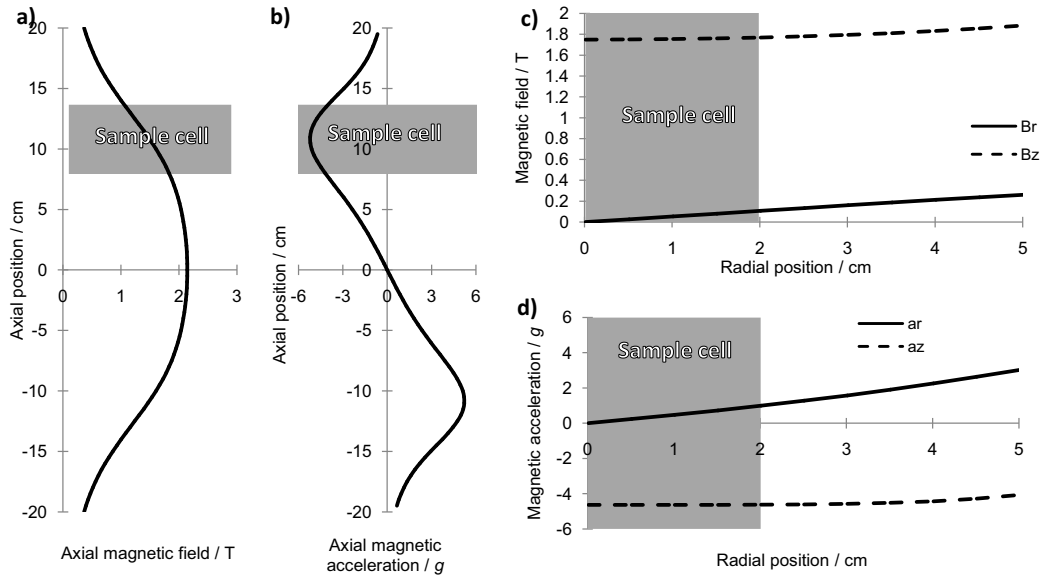 a)
20
15
10
5
0
-5
-10
-15
-20
0
1
2
3
Sample cell
Axial position / cm
Axial magnetic field / T
b)
20
15
10
5
0
-5
-10
-15
-20
-6
-3
0
3
6
Sample cell
Axial position / cm
Axial magnetic
acceleration / g
c)
2
1.8
1.6
1.4
1.2
1
0.8
0.6
0.4
0.2
0
0
1
2
3
4
5
Sample cell
Br
Bz
Magnetic field / T
Radial position / cm
d)
6
4
2
0
-2
-4
-6
0
1
2
3
4
5
Sample cell
ar
az
Magnetic acceleration / g
Radial position / cm